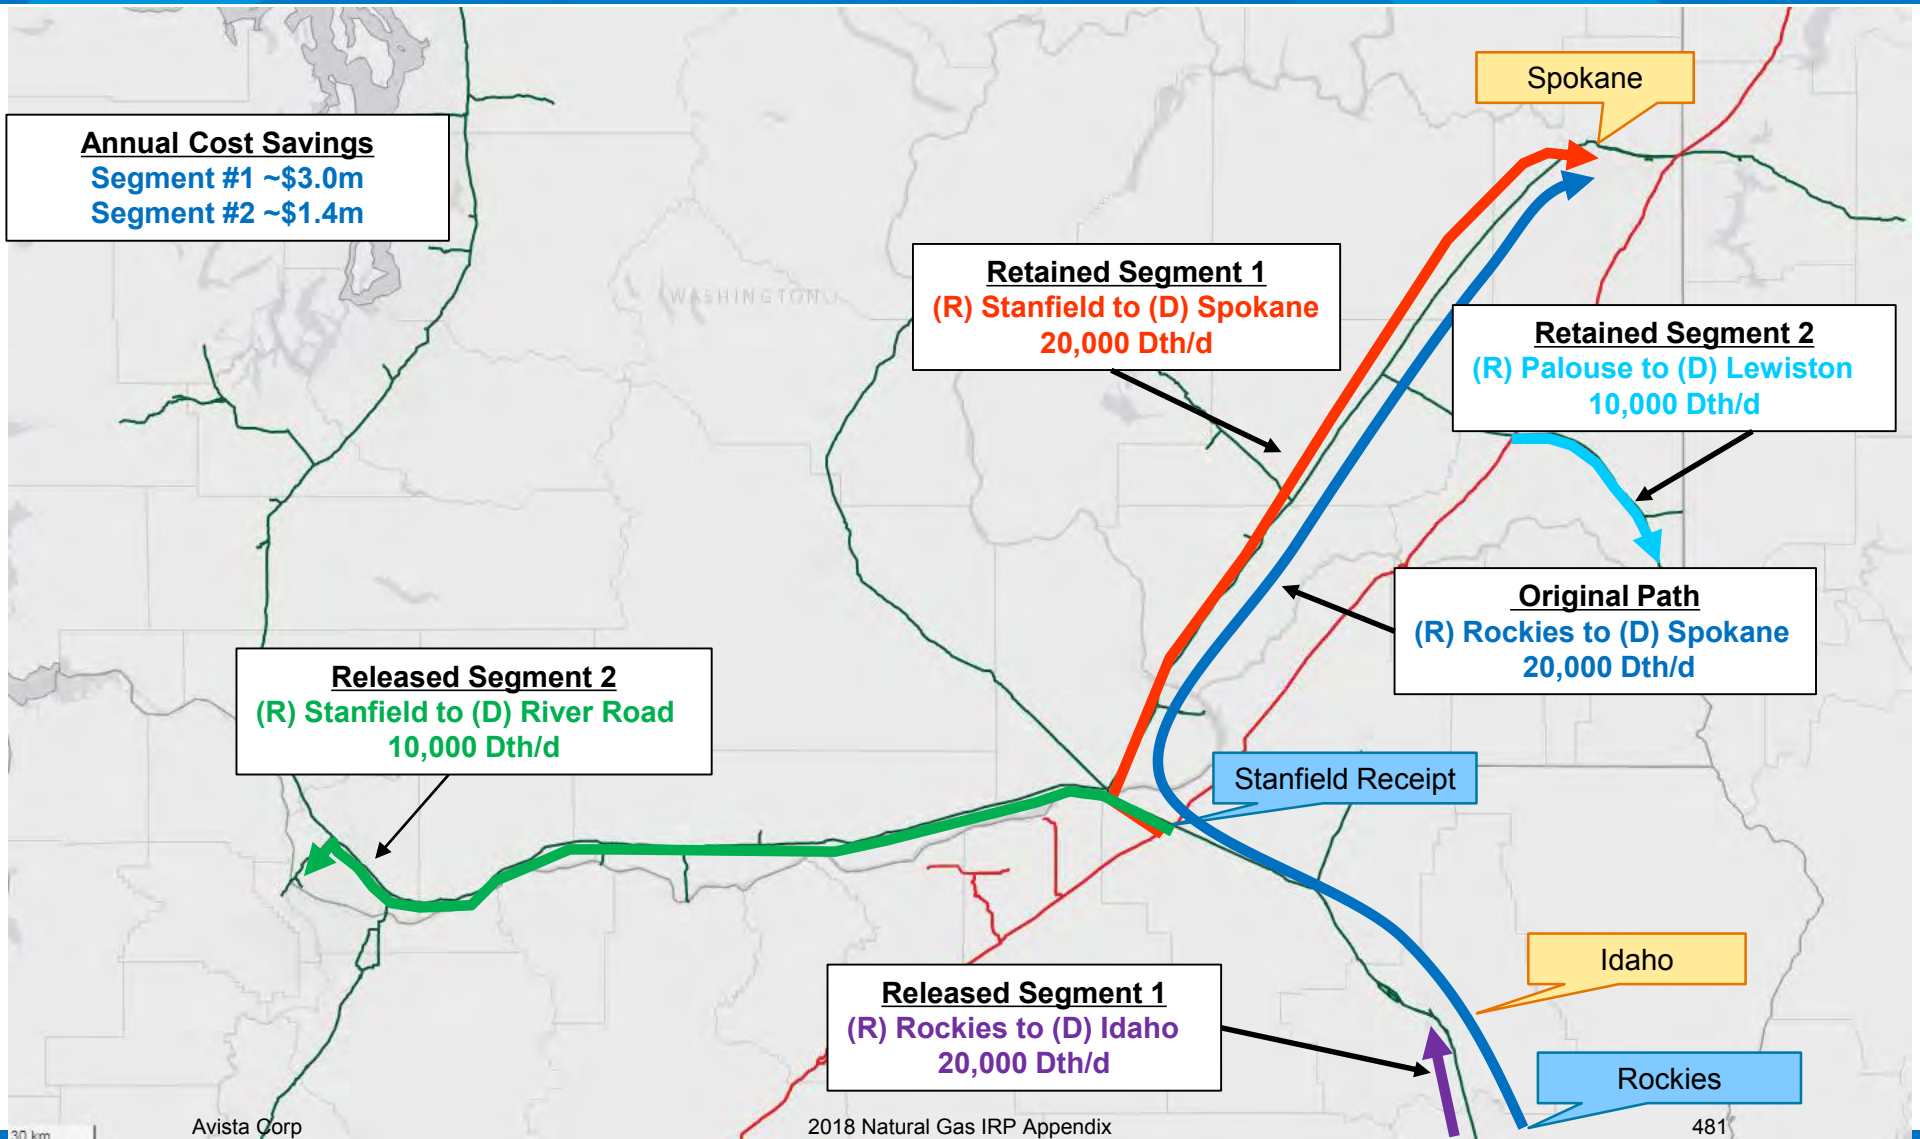 Spokane
Annual Cost Savings
Segment #1 ~$3.0m
Segment #2 ~$1.4m
Retained Segment 1
(R) Stanfield to (D) Spokane
20,000 Dth/d
WASHINGTON
Retained Segment 2
(R) Palouse to (D) Lewiston
10,000 Dth/d
Original Path
(R) Rockies to (D) Spokane
20,000 Dth/d
Released Segment 2
(R) Stanfield to (D) River Road
10,000 Dth/d
Stanfield Receipt
Idaho
Released Segment 1
(R) Rockies to (D) Idaho
20,000 Dth/d
Rockies
30 km
Avista Corp
2018 Natural Gas IRP Appendix
481